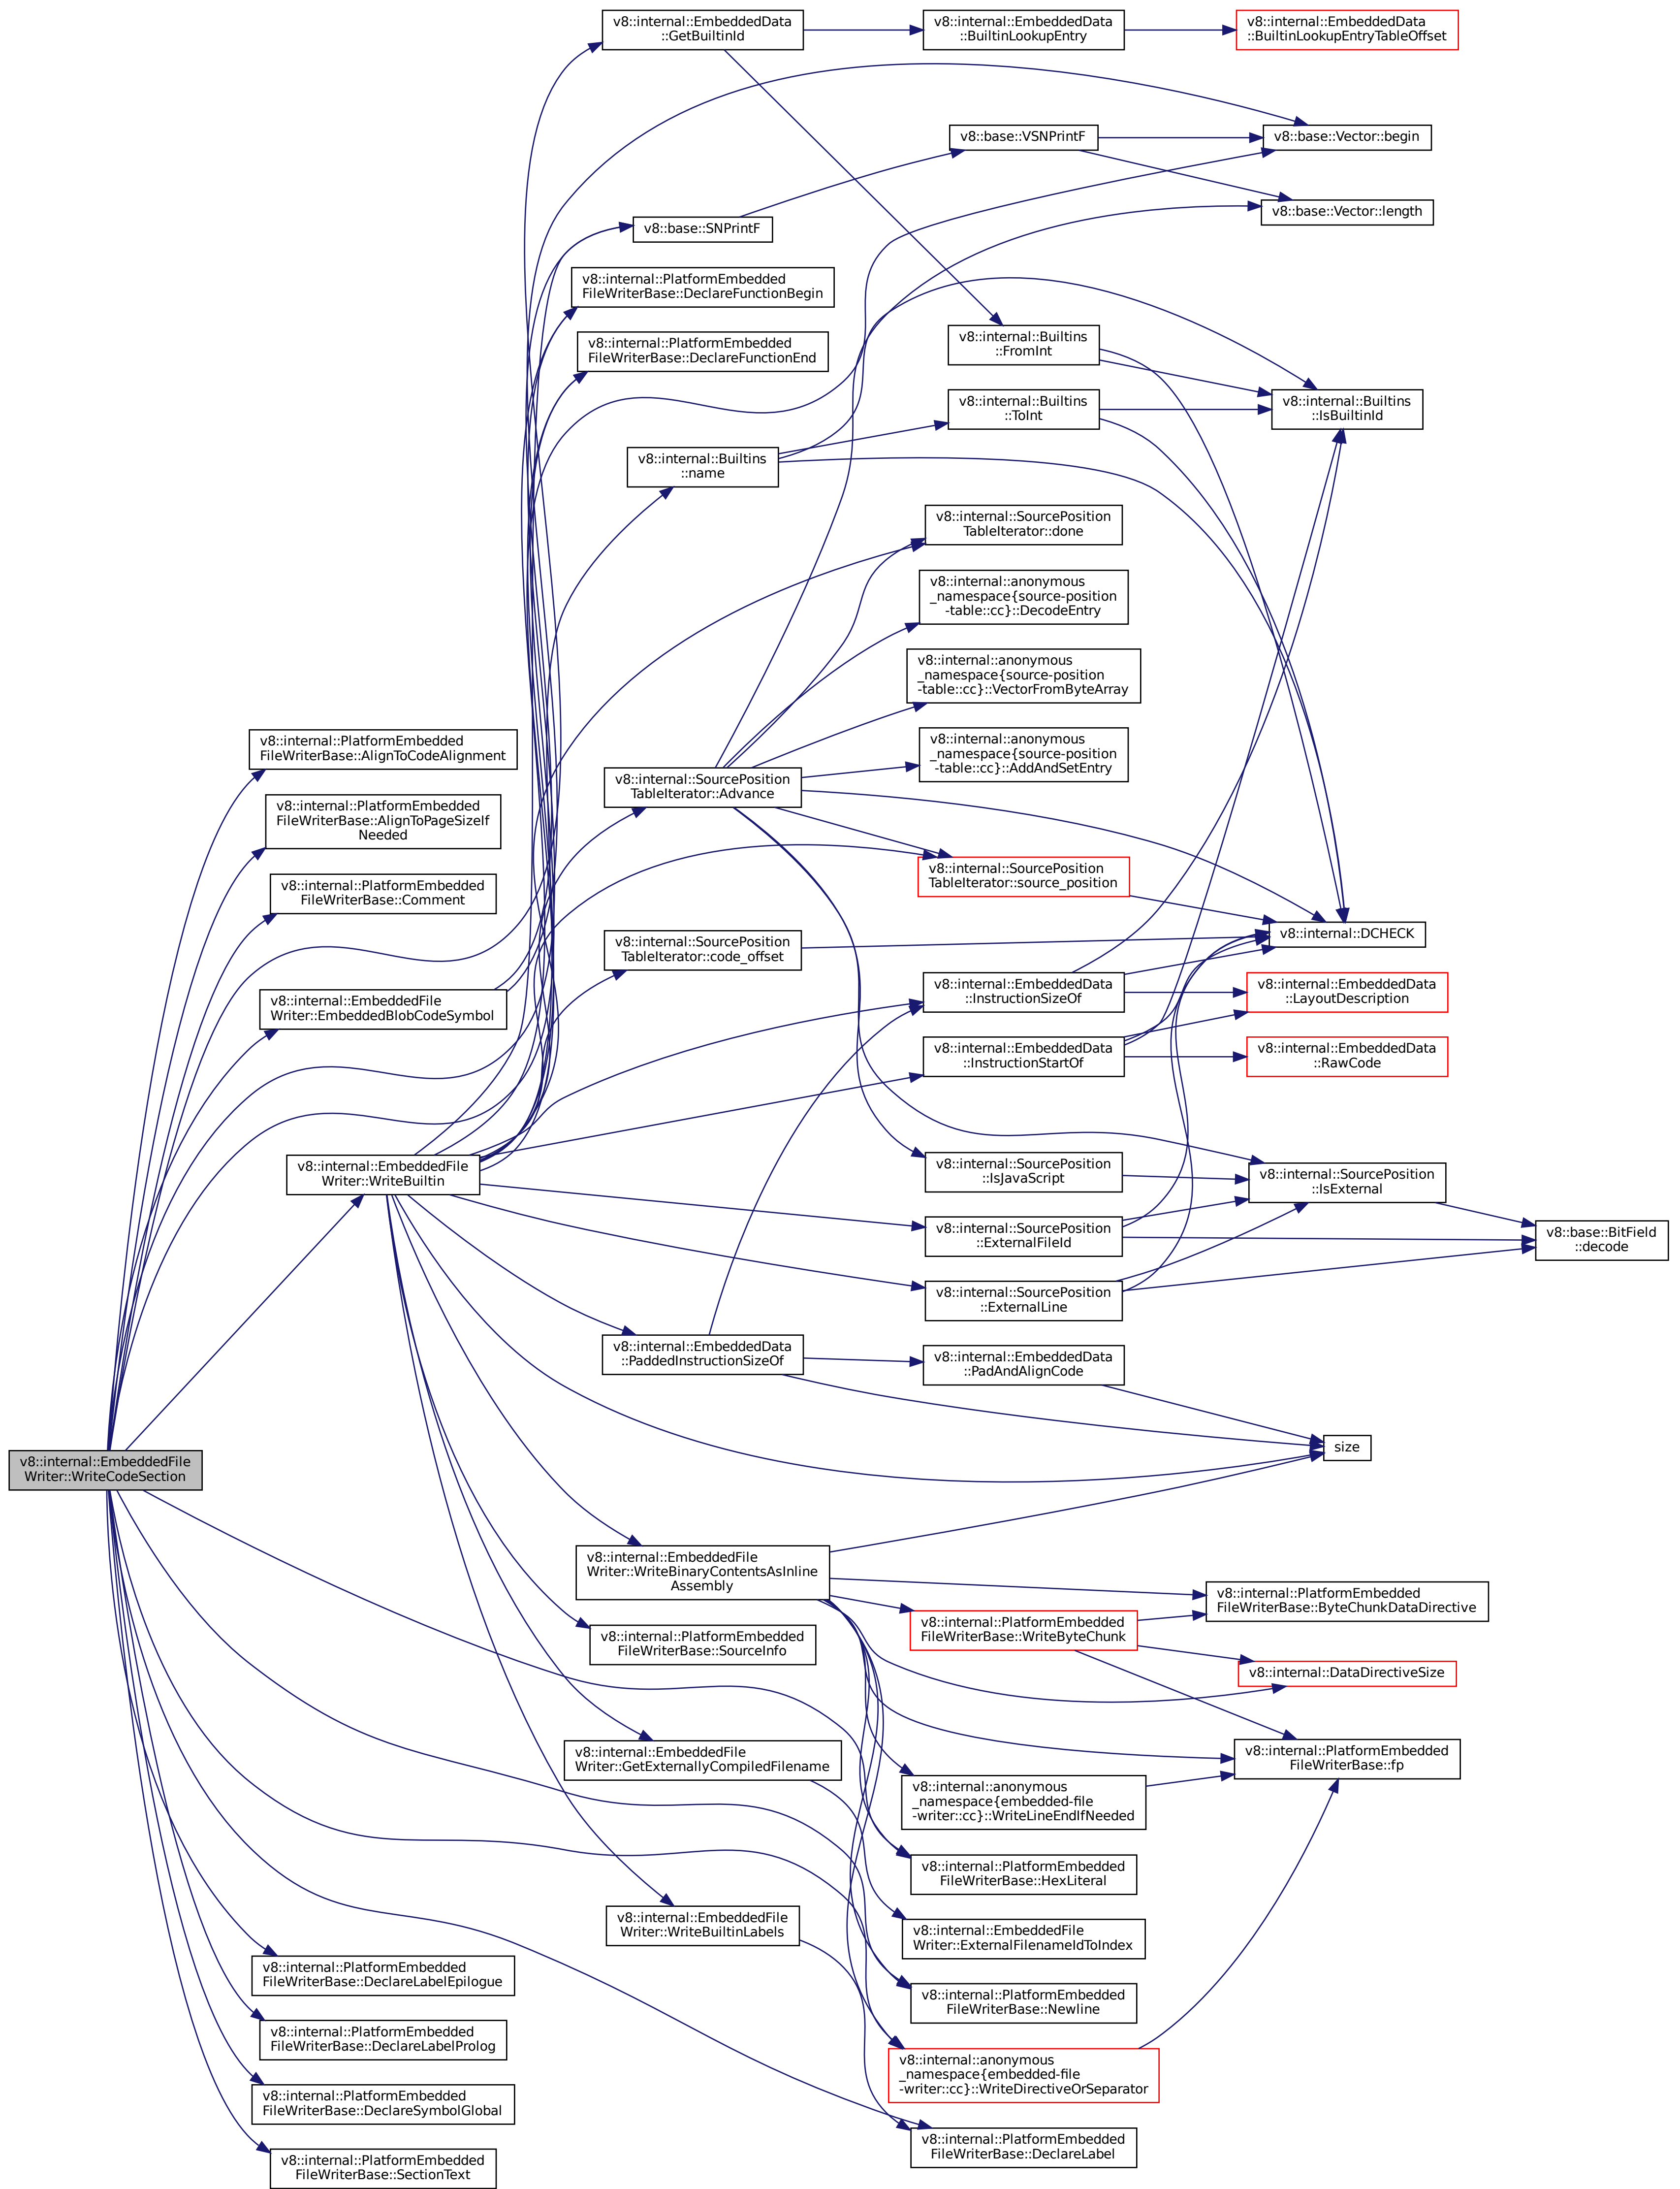 v8::internal::EmbeddedData
::GetBuiltinId
v8::internal::EmbeddedData
::BuiltinLookupEntry
v8::internal::EmbeddedData
::BuiltinLookupEntryTableOffset
v8::base::VSNPrintF
v8::base::Vector::begin
v8::base::Vector::length
v8::base::SNPrintF
v8::internal::PlatformEmbedded
FileWriterBase::DeclareFunctionBegin
v8::internal::PlatformEmbedded
FileWriterBase::DeclareFunctionEnd
v8::internal::Builtins
::FromInt
v8::internal::Builtins
::ToInt
v8::internal::Builtins
::IsBuiltinId
v8::internal::Builtins
::name
v8::internal::SourcePosition
TableIterator::done
v8::internal::anonymous
_namespace{source-position
-table::cc}::DecodeEntry
v8::internal::anonymous
_namespace{source-position
-table::cc}::VectorFromByteArray
v8::internal::anonymous
_namespace{source-position
-table::cc}::AddAndSetEntry
v8::internal::PlatformEmbedded
FileWriterBase::AlignToCodeAlignment
v8::internal::SourcePosition
TableIterator::Advance
v8::internal::PlatformEmbedded
FileWriterBase::AlignToPageSizeIf
Needed
v8::internal::SourcePosition
TableIterator::source_position
v8::internal::PlatformEmbedded
FileWriterBase::Comment
v8::internal::DCHECK
v8::internal::SourcePosition
TableIterator::code_offset
v8::internal::EmbeddedData
::InstructionSizeOf
v8::internal::EmbeddedData
::LayoutDescription
v8::internal::EmbeddedFile
Writer::EmbeddedBlobCodeSymbol
v8::internal::EmbeddedData
::InstructionStartOf
v8::internal::EmbeddedData
::RawCode
v8::internal::EmbeddedFile
Writer::WriteBuiltin
v8::internal::SourcePosition
::IsJavaScript
v8::internal::SourcePosition
::IsExternal
v8::internal::SourcePosition
::ExternalFileId
v8::base::BitField
::decode
v8::internal::SourcePosition
::ExternalLine
v8::internal::EmbeddedData
::PaddedInstructionSizeOf
v8::internal::EmbeddedData
::PadAndAlignCode
size
v8::internal::EmbeddedFile
Writer::WriteCodeSection
v8::internal::EmbeddedFile
Writer::WriteBinaryContentsAsInline
Assembly
v8::internal::PlatformEmbedded
FileWriterBase::ByteChunkDataDirective
v8::internal::PlatformEmbedded
FileWriterBase::WriteByteChunk
v8::internal::PlatformEmbedded
FileWriterBase::SourceInfo
v8::internal::DataDirectiveSize
v8::internal::EmbeddedFile
Writer::GetExternallyCompiledFilename
v8::internal::PlatformEmbedded
FileWriterBase::fp
v8::internal::anonymous
_namespace{embedded-file
-writer::cc}::WriteLineEndIfNeeded
v8::internal::PlatformEmbedded
FileWriterBase::HexLiteral
v8::internal::EmbeddedFile
Writer::WriteBuiltinLabels
v8::internal::EmbeddedFile
Writer::ExternalFilenameIdToIndex
v8::internal::PlatformEmbedded
FileWriterBase::DeclareLabelEpilogue
v8::internal::PlatformEmbedded
FileWriterBase::Newline
v8::internal::PlatformEmbedded
FileWriterBase::DeclareLabelProlog
v8::internal::anonymous
_namespace{embedded-file
-writer::cc}::WriteDirectiveOrSeparator
v8::internal::PlatformEmbedded
FileWriterBase::DeclareSymbolGlobal
v8::internal::PlatformEmbedded
FileWriterBase::DeclareLabel
v8::internal::PlatformEmbedded
FileWriterBase::SectionText